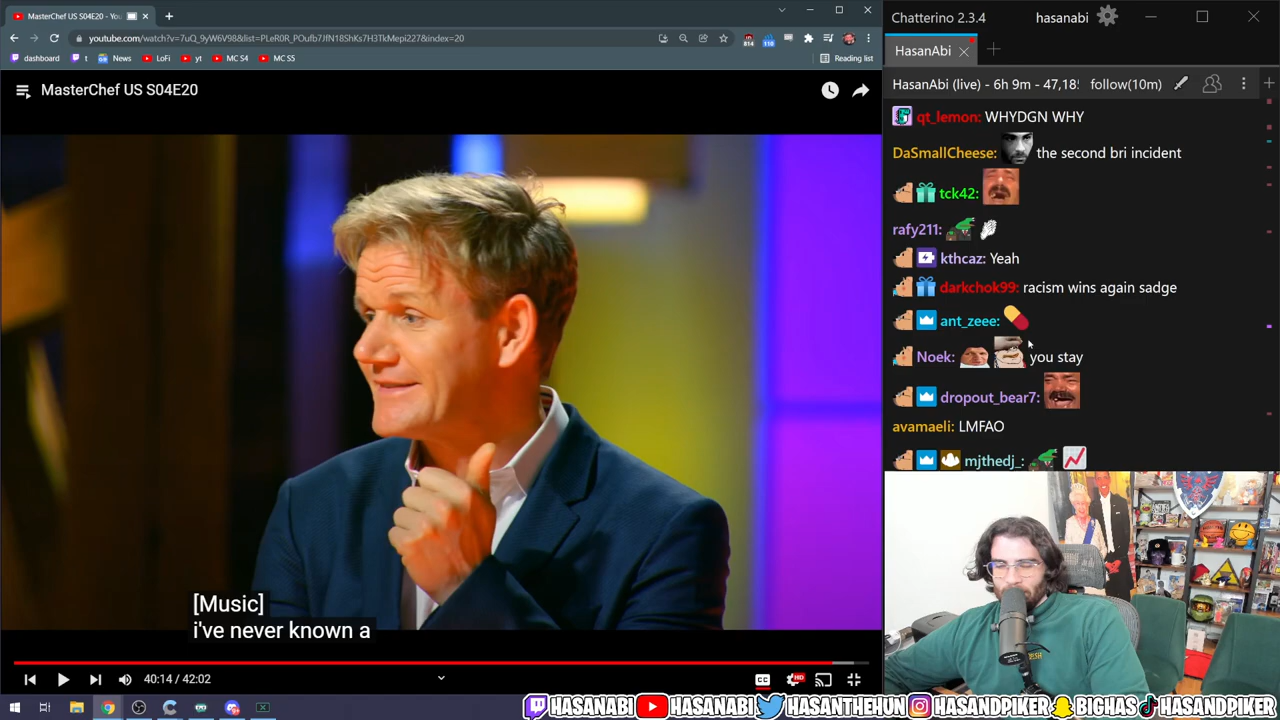 MasterChef US S04E20 - You
Chatterino 2.3.4
hasanabi
youtube.com/watch?v=7uQ_9yW6V98&list=PLeR0R_POufb7JfN18ShKs7H3TkMepi227&index=20
814
110
HasanAbi
dashboard
t
News
LoFi
yt
MC S4
MC S5
Reading list
MasterChef US S04E20
HasanAbi (live) - 6h 9m - 47,18
follow(10m)
qt_lemon: WHYDGN WHY
DaSmallCheese: the second bri incident
tck42:
rafy211:
kthcaz: Yeah
darkchok99: racism wins again sadge
ant_zeee:
Noek: you stay
dropout_bear7:
avamaeli: LMFAO
mjthedj_:
[Music]
i've never known a
40:14 / 42:02
CC
HD
HASANABI
HASANABI
HASANTHEHUN
HASANDPIKER
BIGHAS
HASANDPIKER